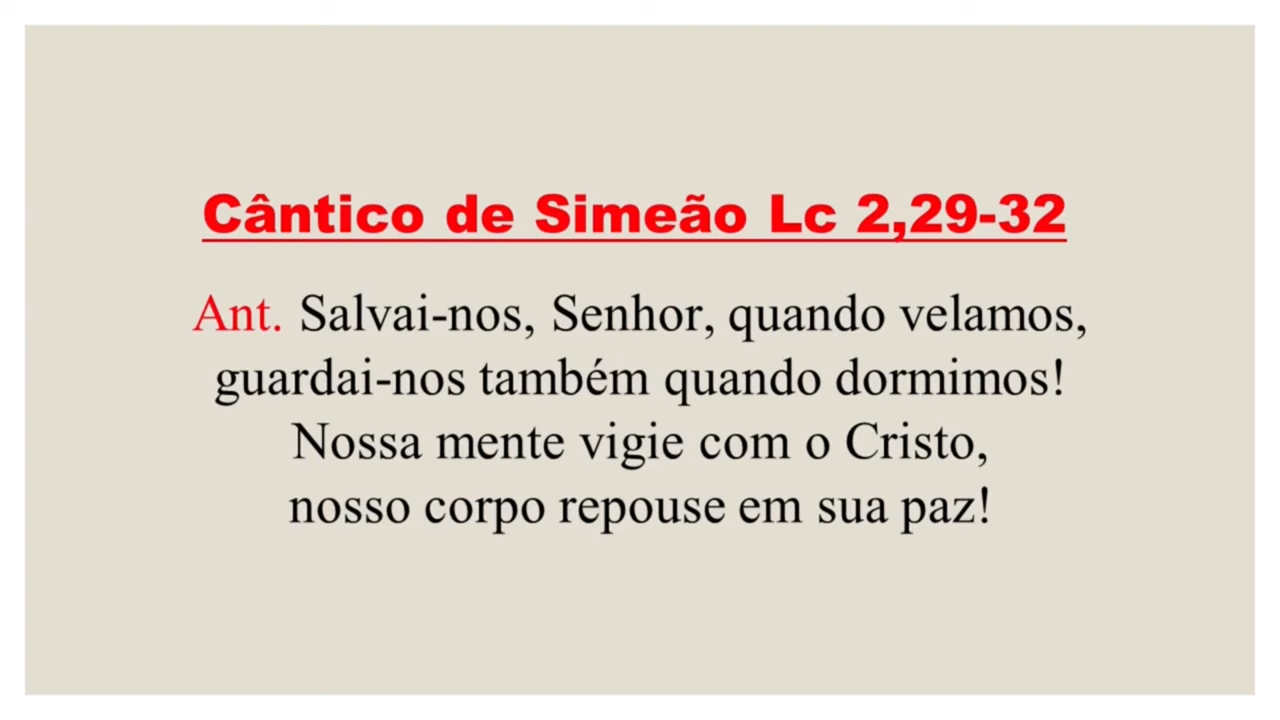 Cântico de Simeão Lc 2,29-32
Ant. Salvai-nos, Senhor, quando velamos,
guardai-nos também quando dormimos!
Nossa mente vigie com o Cristo,
nosso corpo repouse em sua paz!